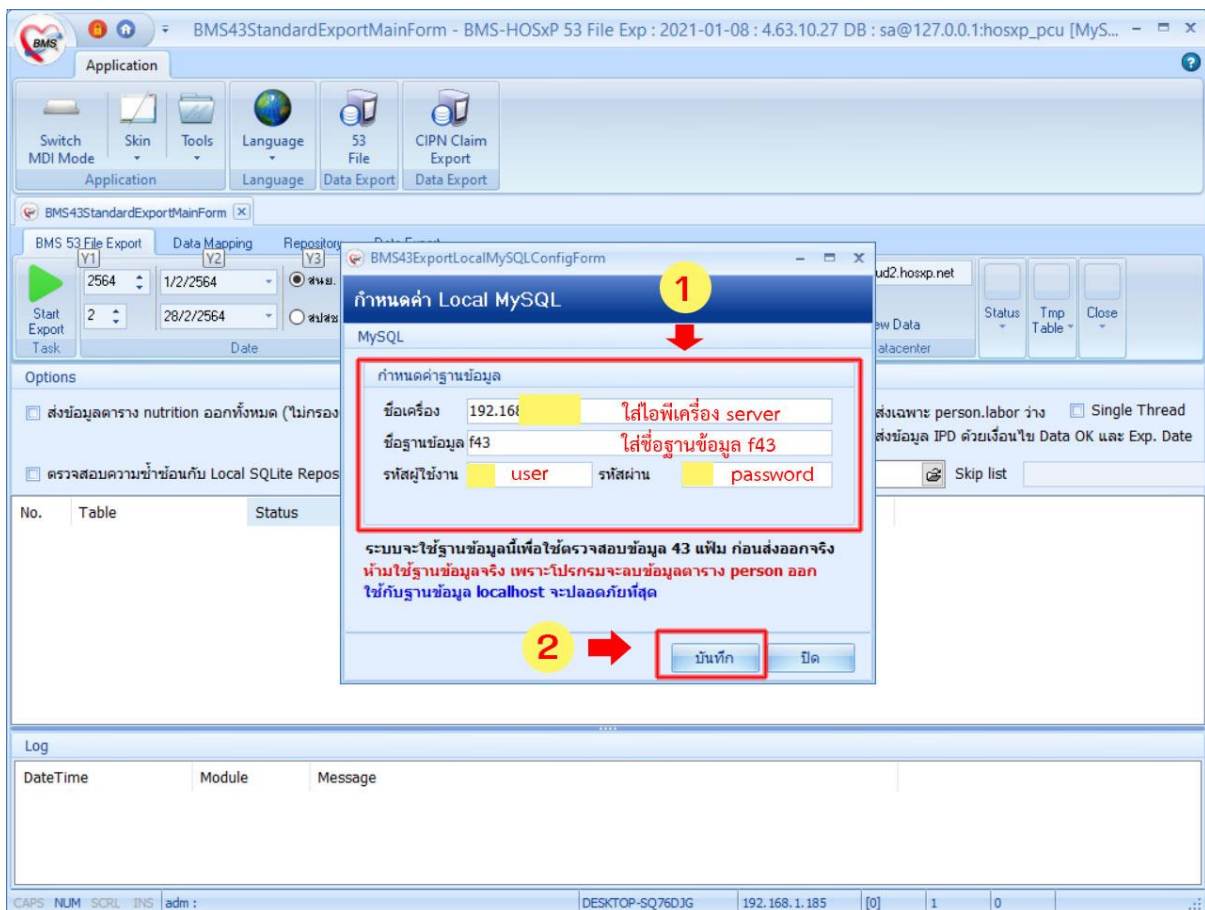 BMS43StandardExportMainForm - BMS-HOSxP 53 File Exp : 2021-01-08 : 4.63.10.27 DB : sa@127.0.0.1:hosxp_pcu [MyS...
BMS
Application
Switch MDI Mode
Skin
Tools
Language
53 File
CIPN Claim Export
Application
Language
Data Export
Data Export
BMS43StandardExportMainForm
BMS 53 File Export
Data Mapping
Repository
Data Export
Y1
Y2
Y3
Start Export
2564
1/2/2564
สนย.
2
28/2/2564
สปสช
Task
Date
ud2.hosxp.net
ew Data
atacenter
Status
Tmp Table
Close
Options
ส่งข้อมูลตาราง nutrition ออกทั้งหมด (ไม่กรอง
ส่งเฉพาะ person.labor ว่าง
Single Thread
ส่งข้อมูล IPD ด้วยเงื่อนไข Data OK และ Exp. Date
ตรวจสอบความซ้ำซ้อนกับ Local SQLite Repos
Skip list
No.
Table
Status
BMS43ExportLocalMySQLConfigForm
กำหนดค่า Local MySQL
1
MySQL
กำหนดค่าฐานข้อมูล
ชื่อเครื่อง 192.168 ใส่ไอพีเครื่อง server
ชื่อฐานข้อมูล f43 ใส่ชื่อฐานข้อมูล f43
รหัสผู้ใช้งาน user รหัสผ่าน password
ระบบจะใช้ฐานข้อมูลนี้เพื่อใช้ตรวจสอบข้อมูล 43 แฟ้ม ก่อนส่งออกจริง
ห้ามใช้ฐานข้อมูลจริง เพราะโปรกรมจะลบข้อมูลตาราง person ออก
ใช้กับฐานข้อมูล localhost จะปลอดภัยที่สุด
2
บันทึก
ปิด
Log
DateTime
Module
Message
CAPS NUM SCRL INS adm : DESKTOP-SQ76DJG 192.168.1.185 [0] 1 0